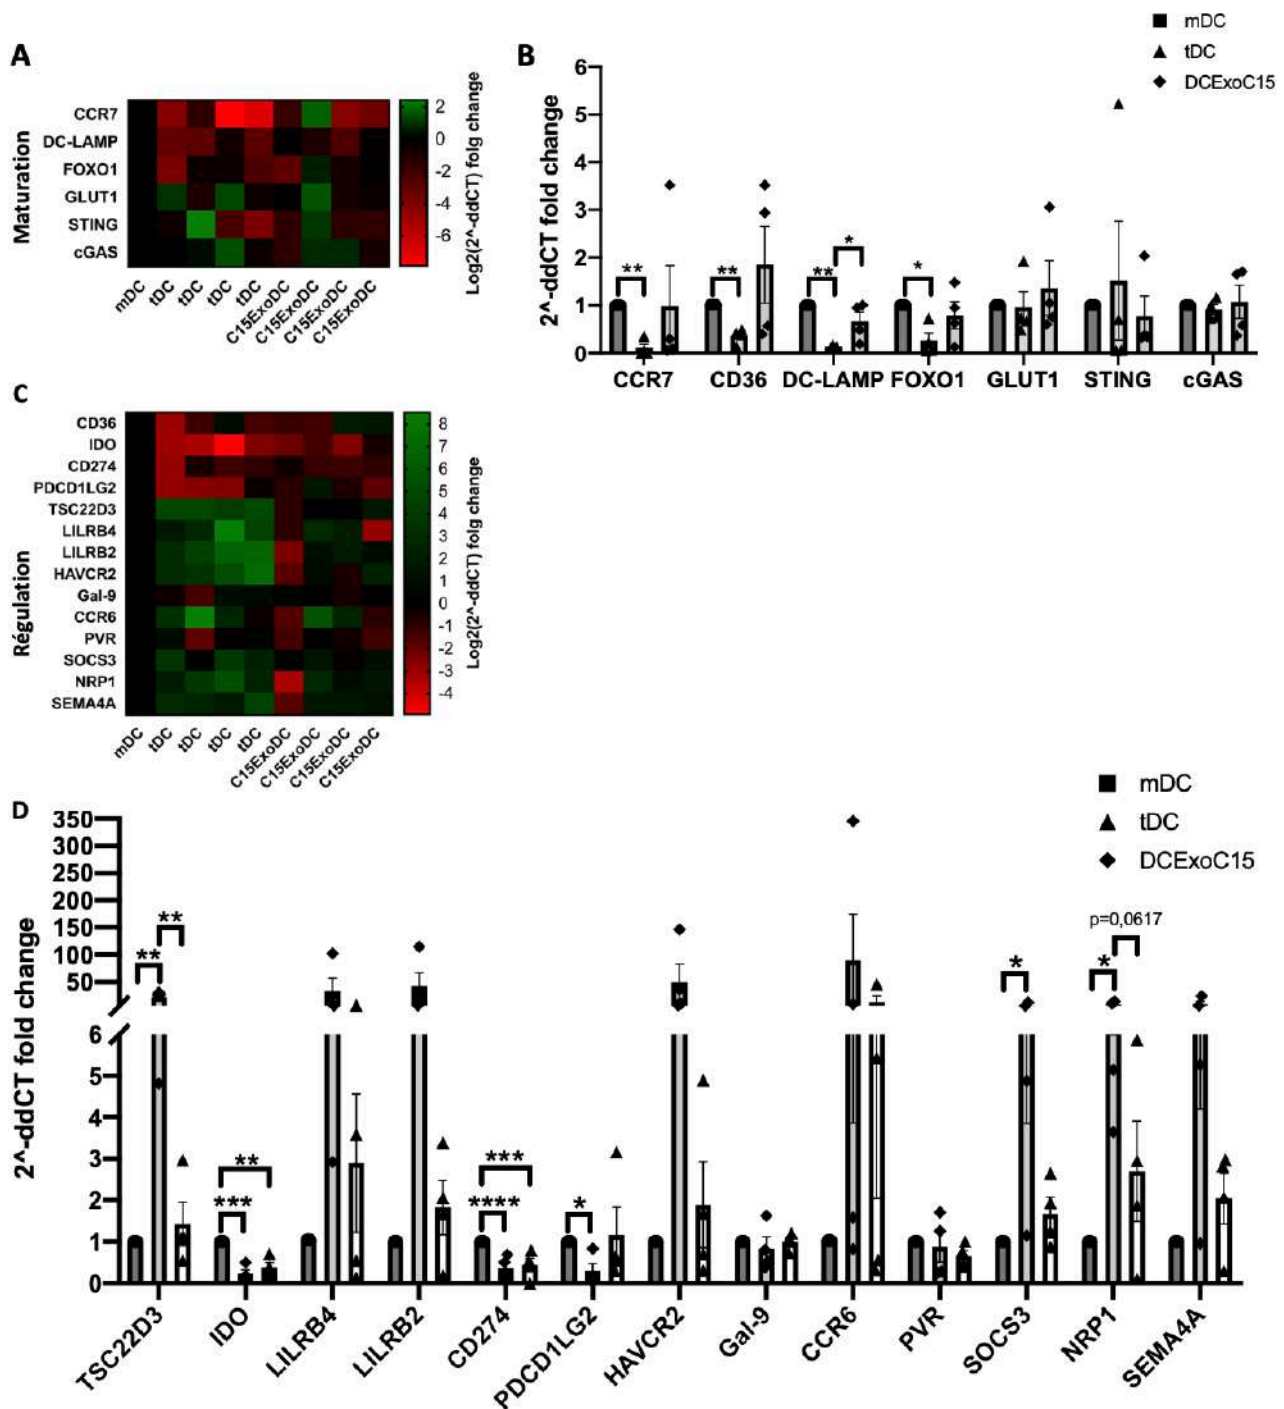 A
Maturation
CCR7
DC-LAMP
FOXO1
GLUT1
STING
cGAS
mDC
tDC
tDC
tDC
tDC
C15ExoDC
C15ExoDC
C15ExoDC
C15ExoDC
2
0
-2
-4
-6
Log2(2^-ddCT) folg change
B
mDC
tDC
DCExoC15
2^-ddCT fold change
6
5
4
3
2
1
0
**
**
**
*
*
CCR7
CD36
DC-LAMP
FOXO1
GLUT1
STING
cGAS
C
Régulation
CD36
IDO
CD274
PDCD1LG2
TSC22D3
LILRB4
LILRB2
HAVCR2
Gal-9
CCR6
PVR
SOCS3
NRP1
SEMA4A
mDC
tDC
tDC
tDC
tDC
C15ExoDC
C15ExoDC
C15ExoDC
C15ExoDC
8
7
6
5
4
3
2
1
0
-1
-2
-3
-4
Log2(2^-ddCT) folg change
D
mDC
tDC
DCExoC15
2^-ddCT fold change
350
300
250
200
150
100
50
6
5
4
3
2
1
0
**
**
***
**
****
***
*
*
*
p=0,0617
TSC22D3
IDO
LILRB4
LILRB2
CD274
PDCD1LG2
HAVCR2
Gal-9
CCR6
PVR
SOCS3
NRP1
SEMA4A